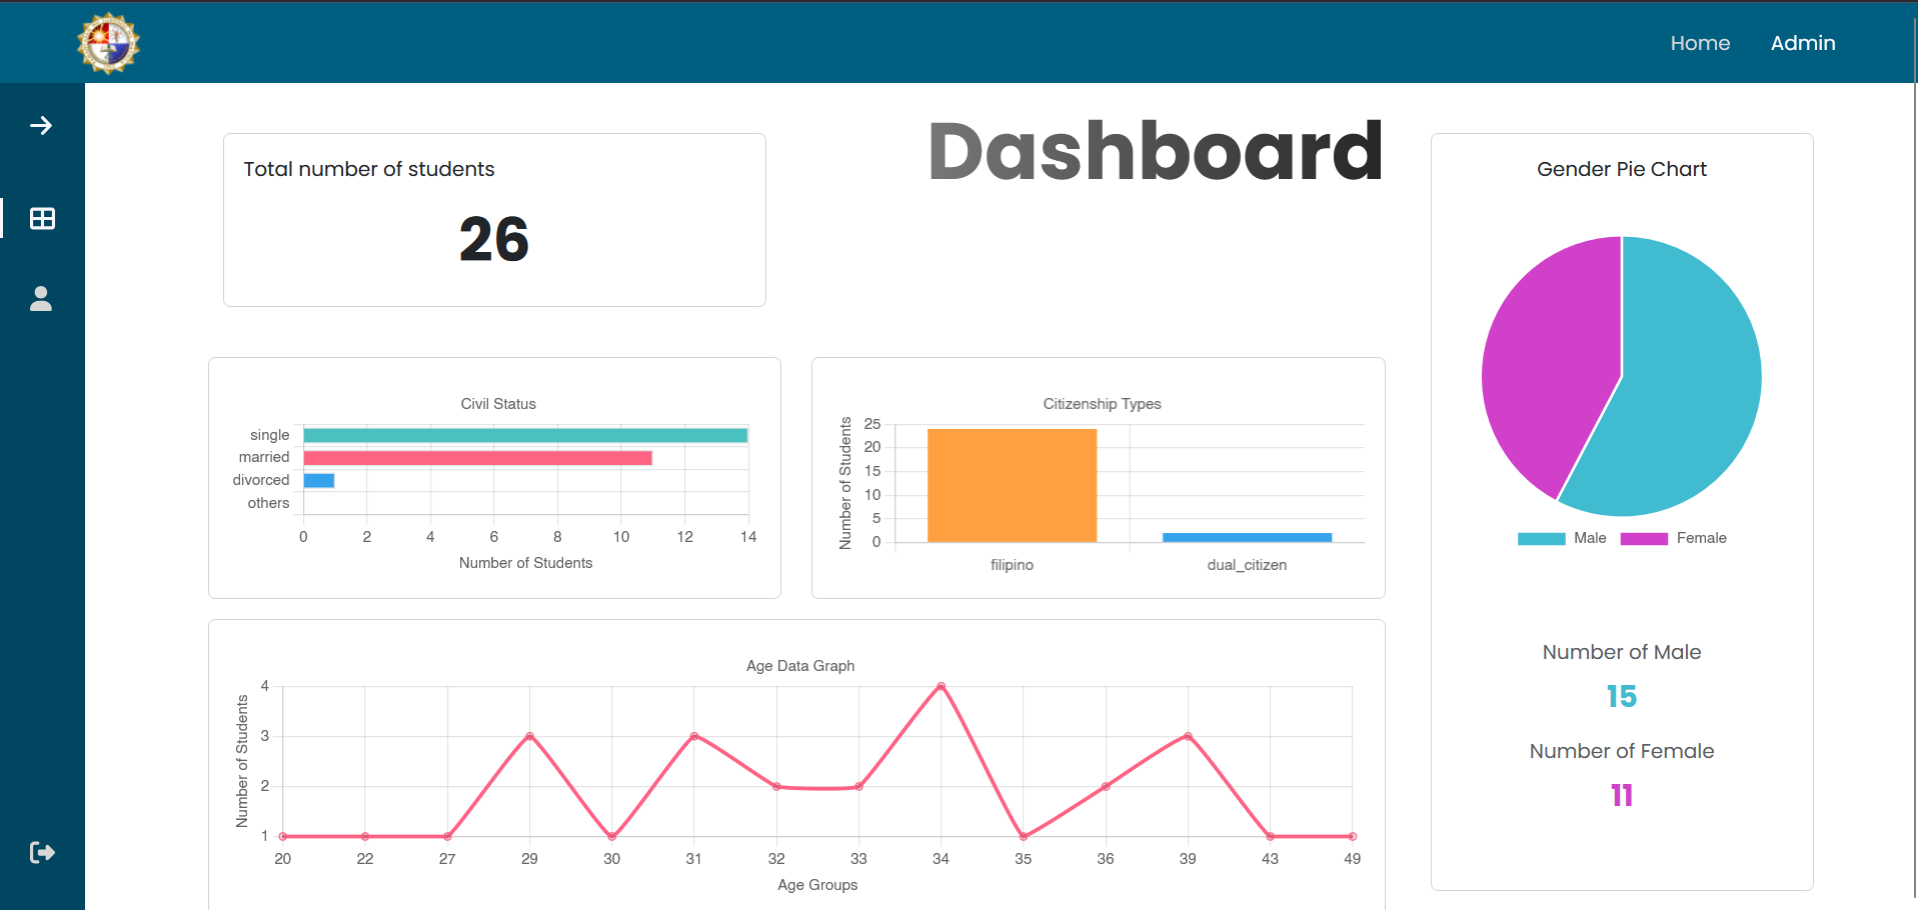 Home Admin
Total number of students
26
Dashboard
Gender Pie Chart
Male Female
Number of Male
15
Number of Female
11
Civil Status
single
married
divorced
others
0 2 4 6 8 10 12 14
Number of Students
Citizenship Types
Number of Students
25
20
15
10
5
0
filipino dual_citizen
Age Data Graph
Number of Students
4
3
2
1
20 22 27 29 30 31 32 33 34 35 36 39 43 49
Age Groups